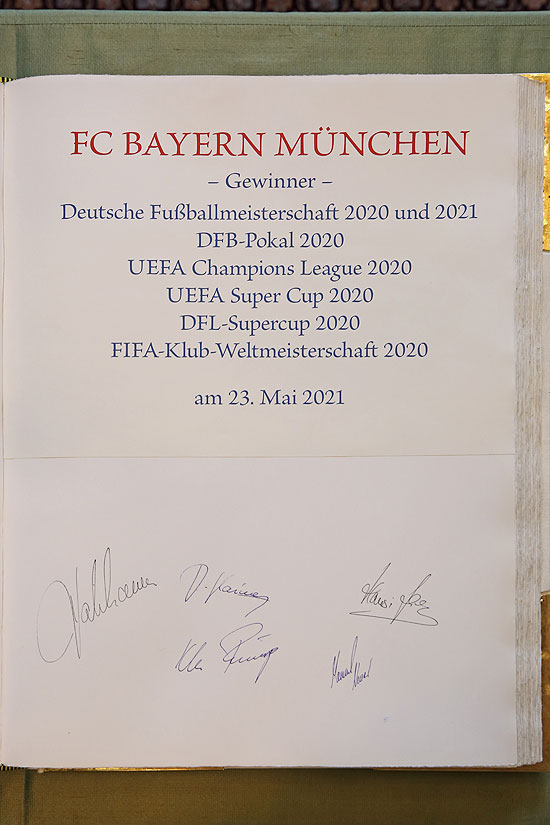 FC BAYERN MÜNCHEN
– Gewinner –
Deutsche Fußballmeisterschaft 2020 und 2021
DFB-Pokal 2020
UEFA Champions League 2020
UEFA Super Cup 2020
DFL-Supercup 2020
FIFA-Klub-Weltmeisterschaft 2020
am 23. Mai 2021